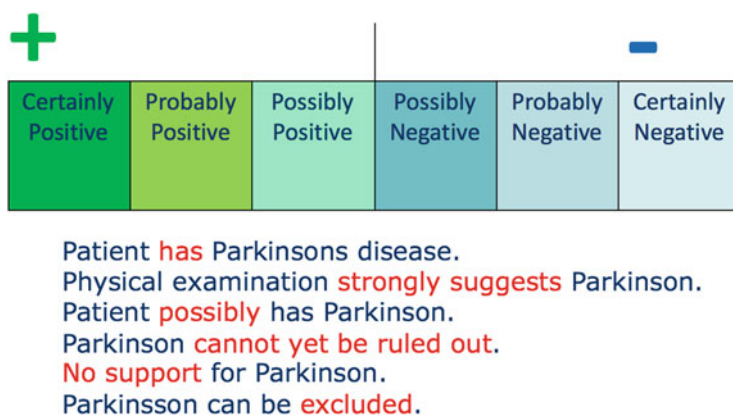 + -
Certainly Positive Probably Positive Possibly Positive Possibly Negative Probably Negative Certainly Negative
Patient has Parkinsons disease.
Physical examination strongly suggests Parkinson.
Patient possibly has Parkinson.
Parkinson cannot yet be ruled out.
No support for Parkinson.
Parkinsson can be excluded.